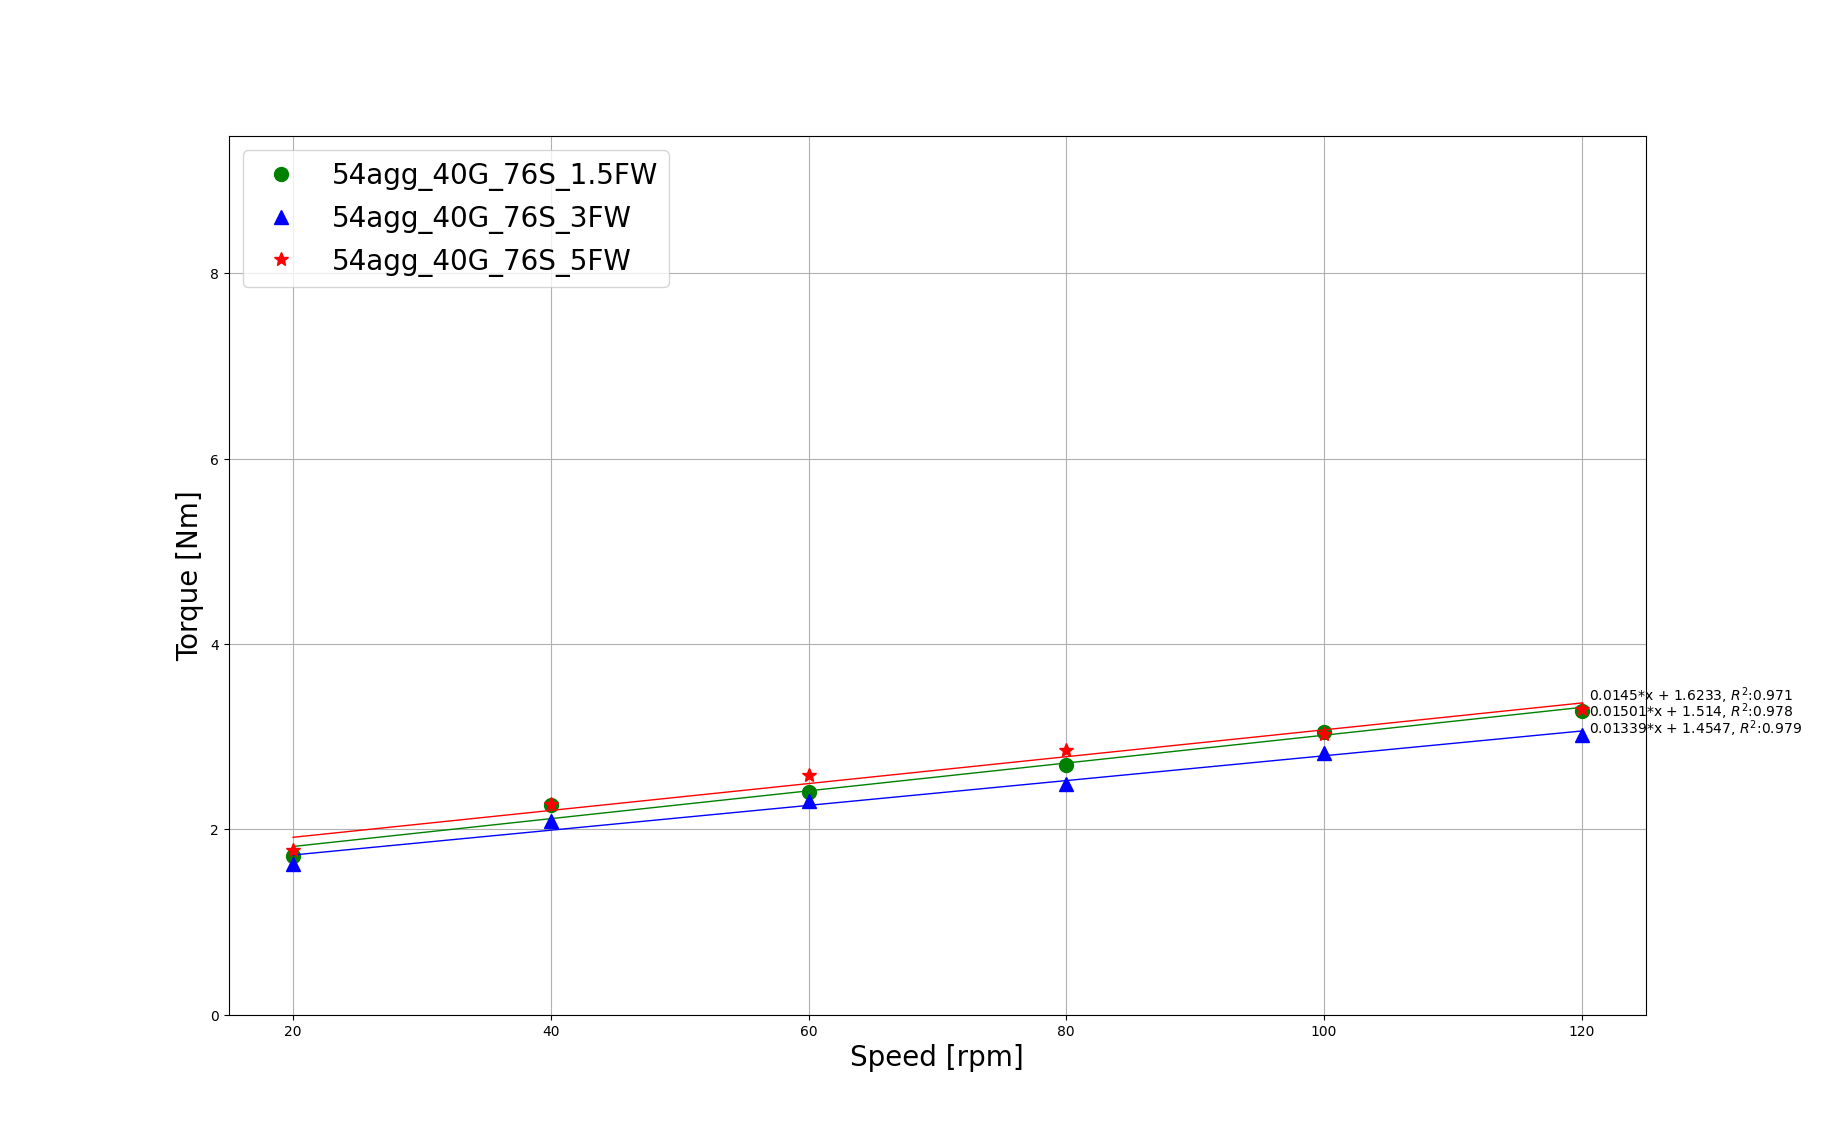 54agg_40G_76S_1.5FW
54agg_40G_76S_3FW
54agg_40G_76S_5FW
8
6
4
2
0
Torque [Nm]
0.0145*x + 1.6233, R²:0.971
0.01501*x + 1.514, R²:0.978
0.01339*x + 1.4547, R²:0.979
20 40 60 80 100 120
Speed [rpm]